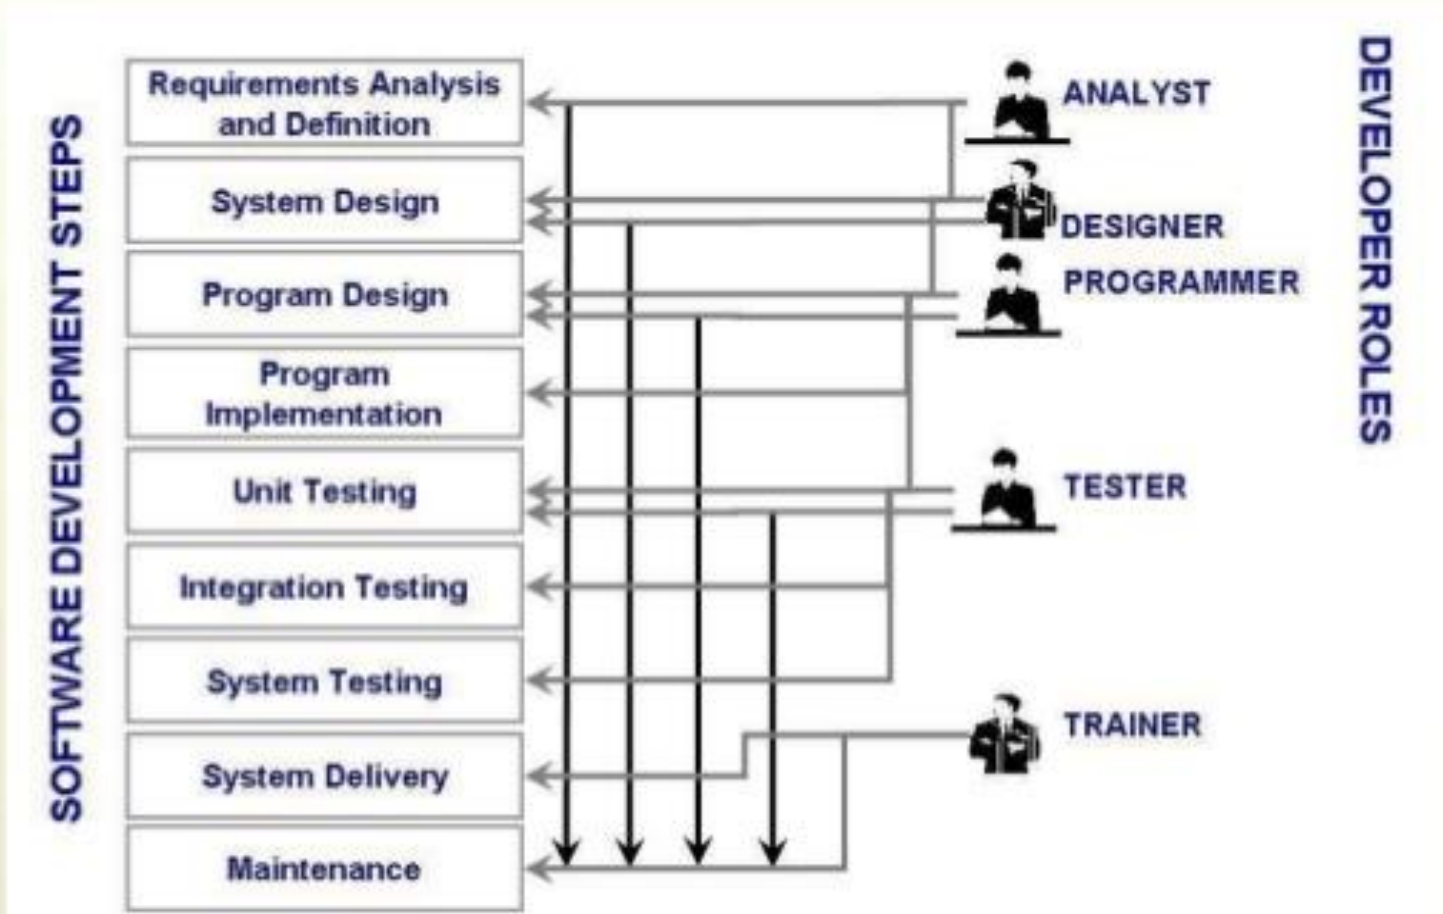 SOFTWARE DEVELOPMENT STEPS
Requirements Analysis
and Definition
System Design
Program Design
Program
Implementation
Unit Testing
Integration Testing
System Testing
System Delivery
Maintenance
ANALYST
DESIGNER
PROGRAMMER
TESTER
TRAINER
DEVELOPER ROLES